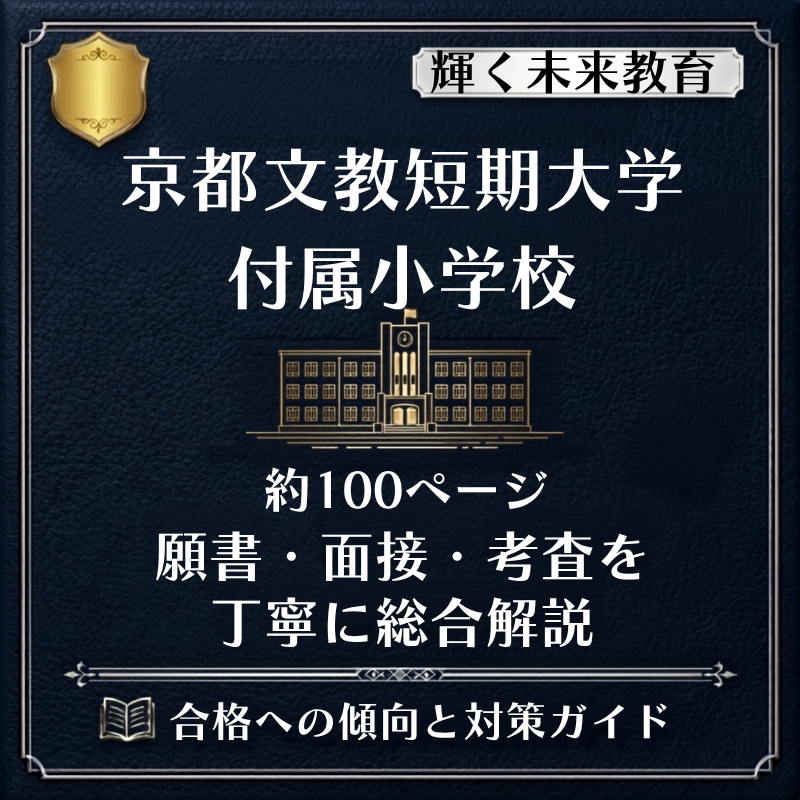 輝く未来教育
京都文教短期大学
付属小学校
約100ページ
願書・面接・考査を
丁寧に総合解説
合格への傾向と対策ガイド